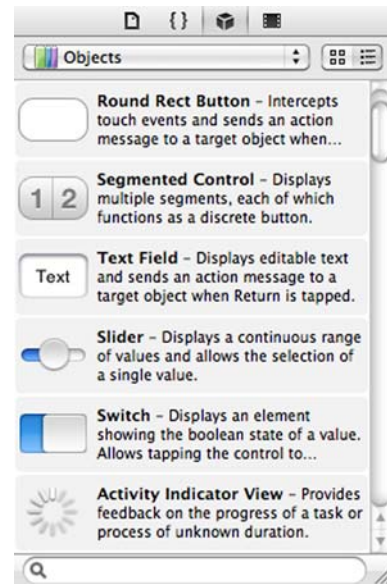 { }
Objects
Round Rect Button – Intercepts
touch events and sends an action
message to a target object when...
1 2
Segmented Control – Displays
multiple segments, each of which
functions as a discrete button.
Text
Text Field – Displays editable text
and sends an action message to a
target object when Return is tapped.
Slider – Displays a continuous range
of values and allows the selection of
a single value.
Switch – Displays an element
showing the boolean state of a value.
Allows tapping the control to...
Activity Indicator View – Provides
feedback on the progress of a task or
process of unknown duration.